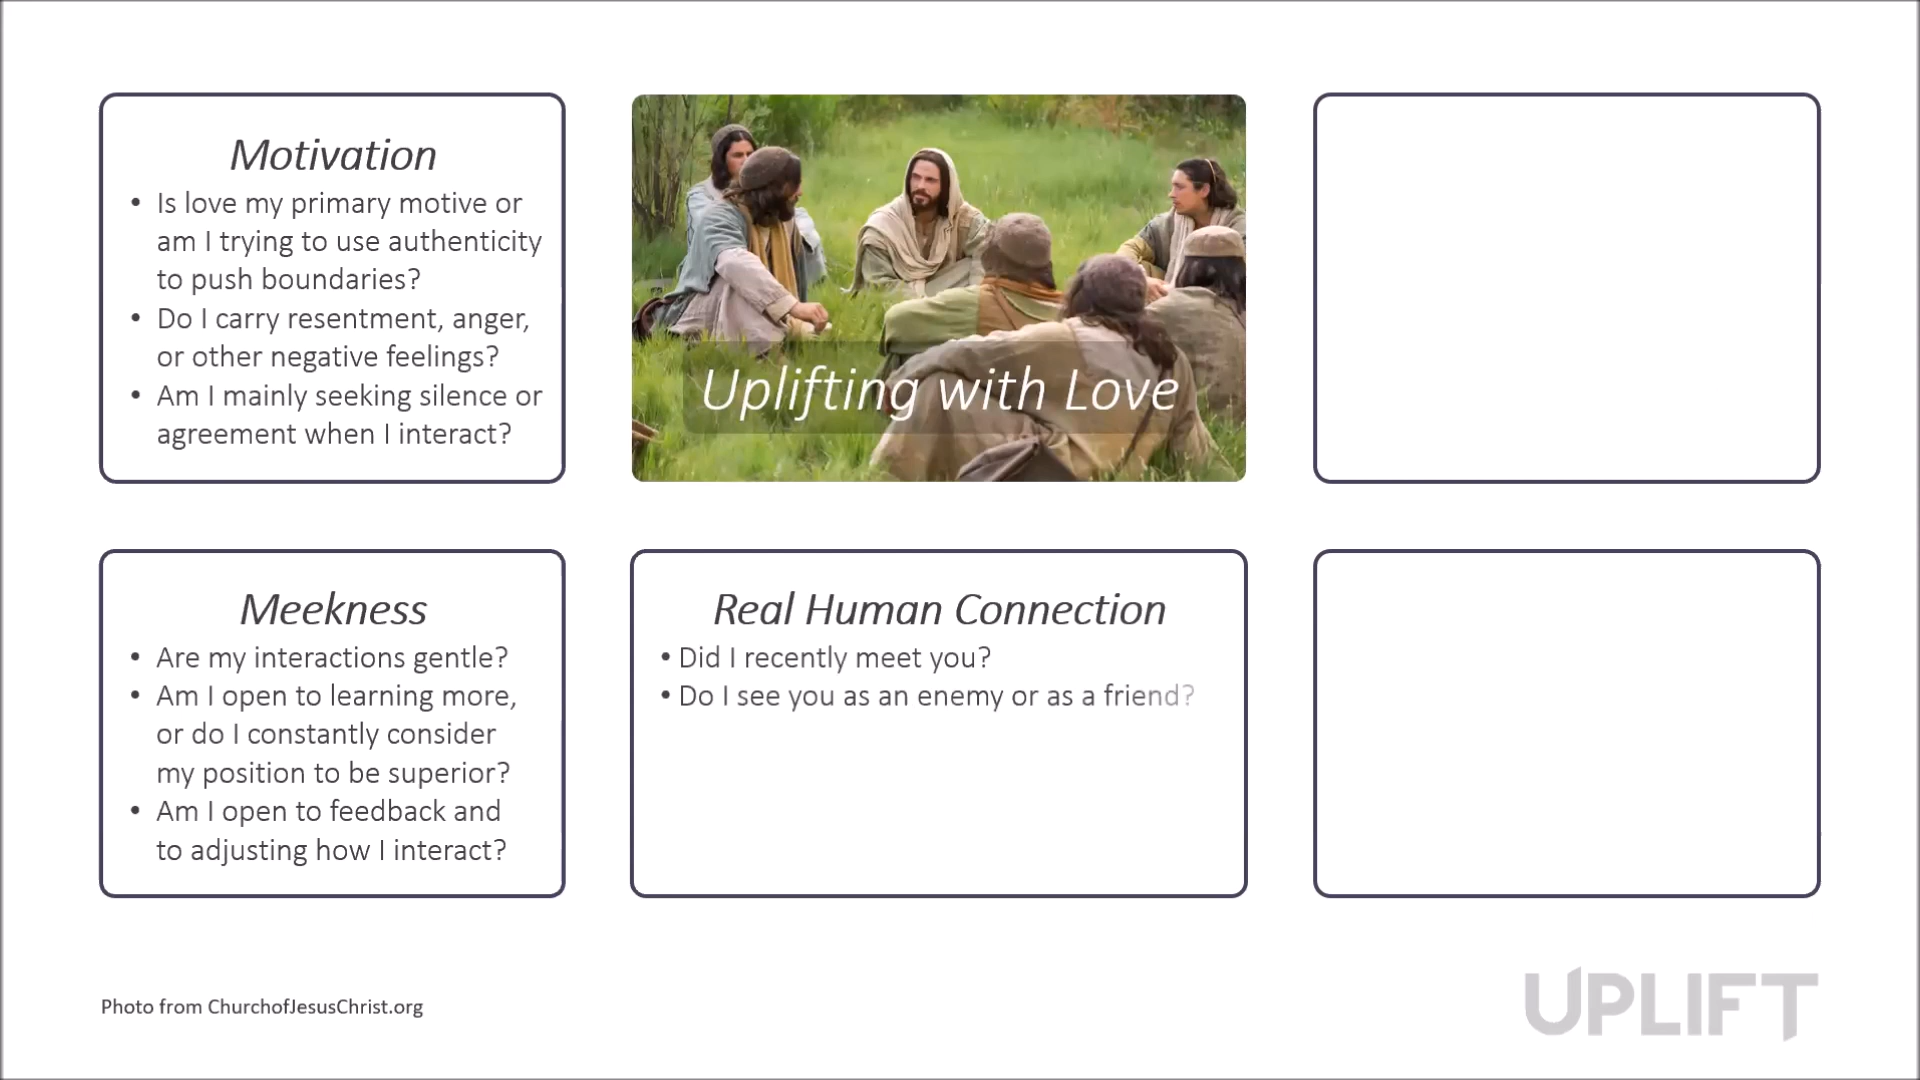 Motivation
• Is love my primary motive or
am I trying to use authenticity
to push boundaries?
• Do I carry resentment, anger,
or other negative feelings?
• Am I mainly seeking silence or
agreement when I interact?
Uplifting with Love
Meekness
• Are my interactions gentle?
• Am I open to learning more,
or do I constantly consider
my position to be superior?
• Am I open to feedback and
to adjusting how I interact?
Real Human Connection
• Did I recently meet you?
• Do I see you as an enemy or as a friend?
Photo from ChurchofJesusChrist.org
UPLIFT